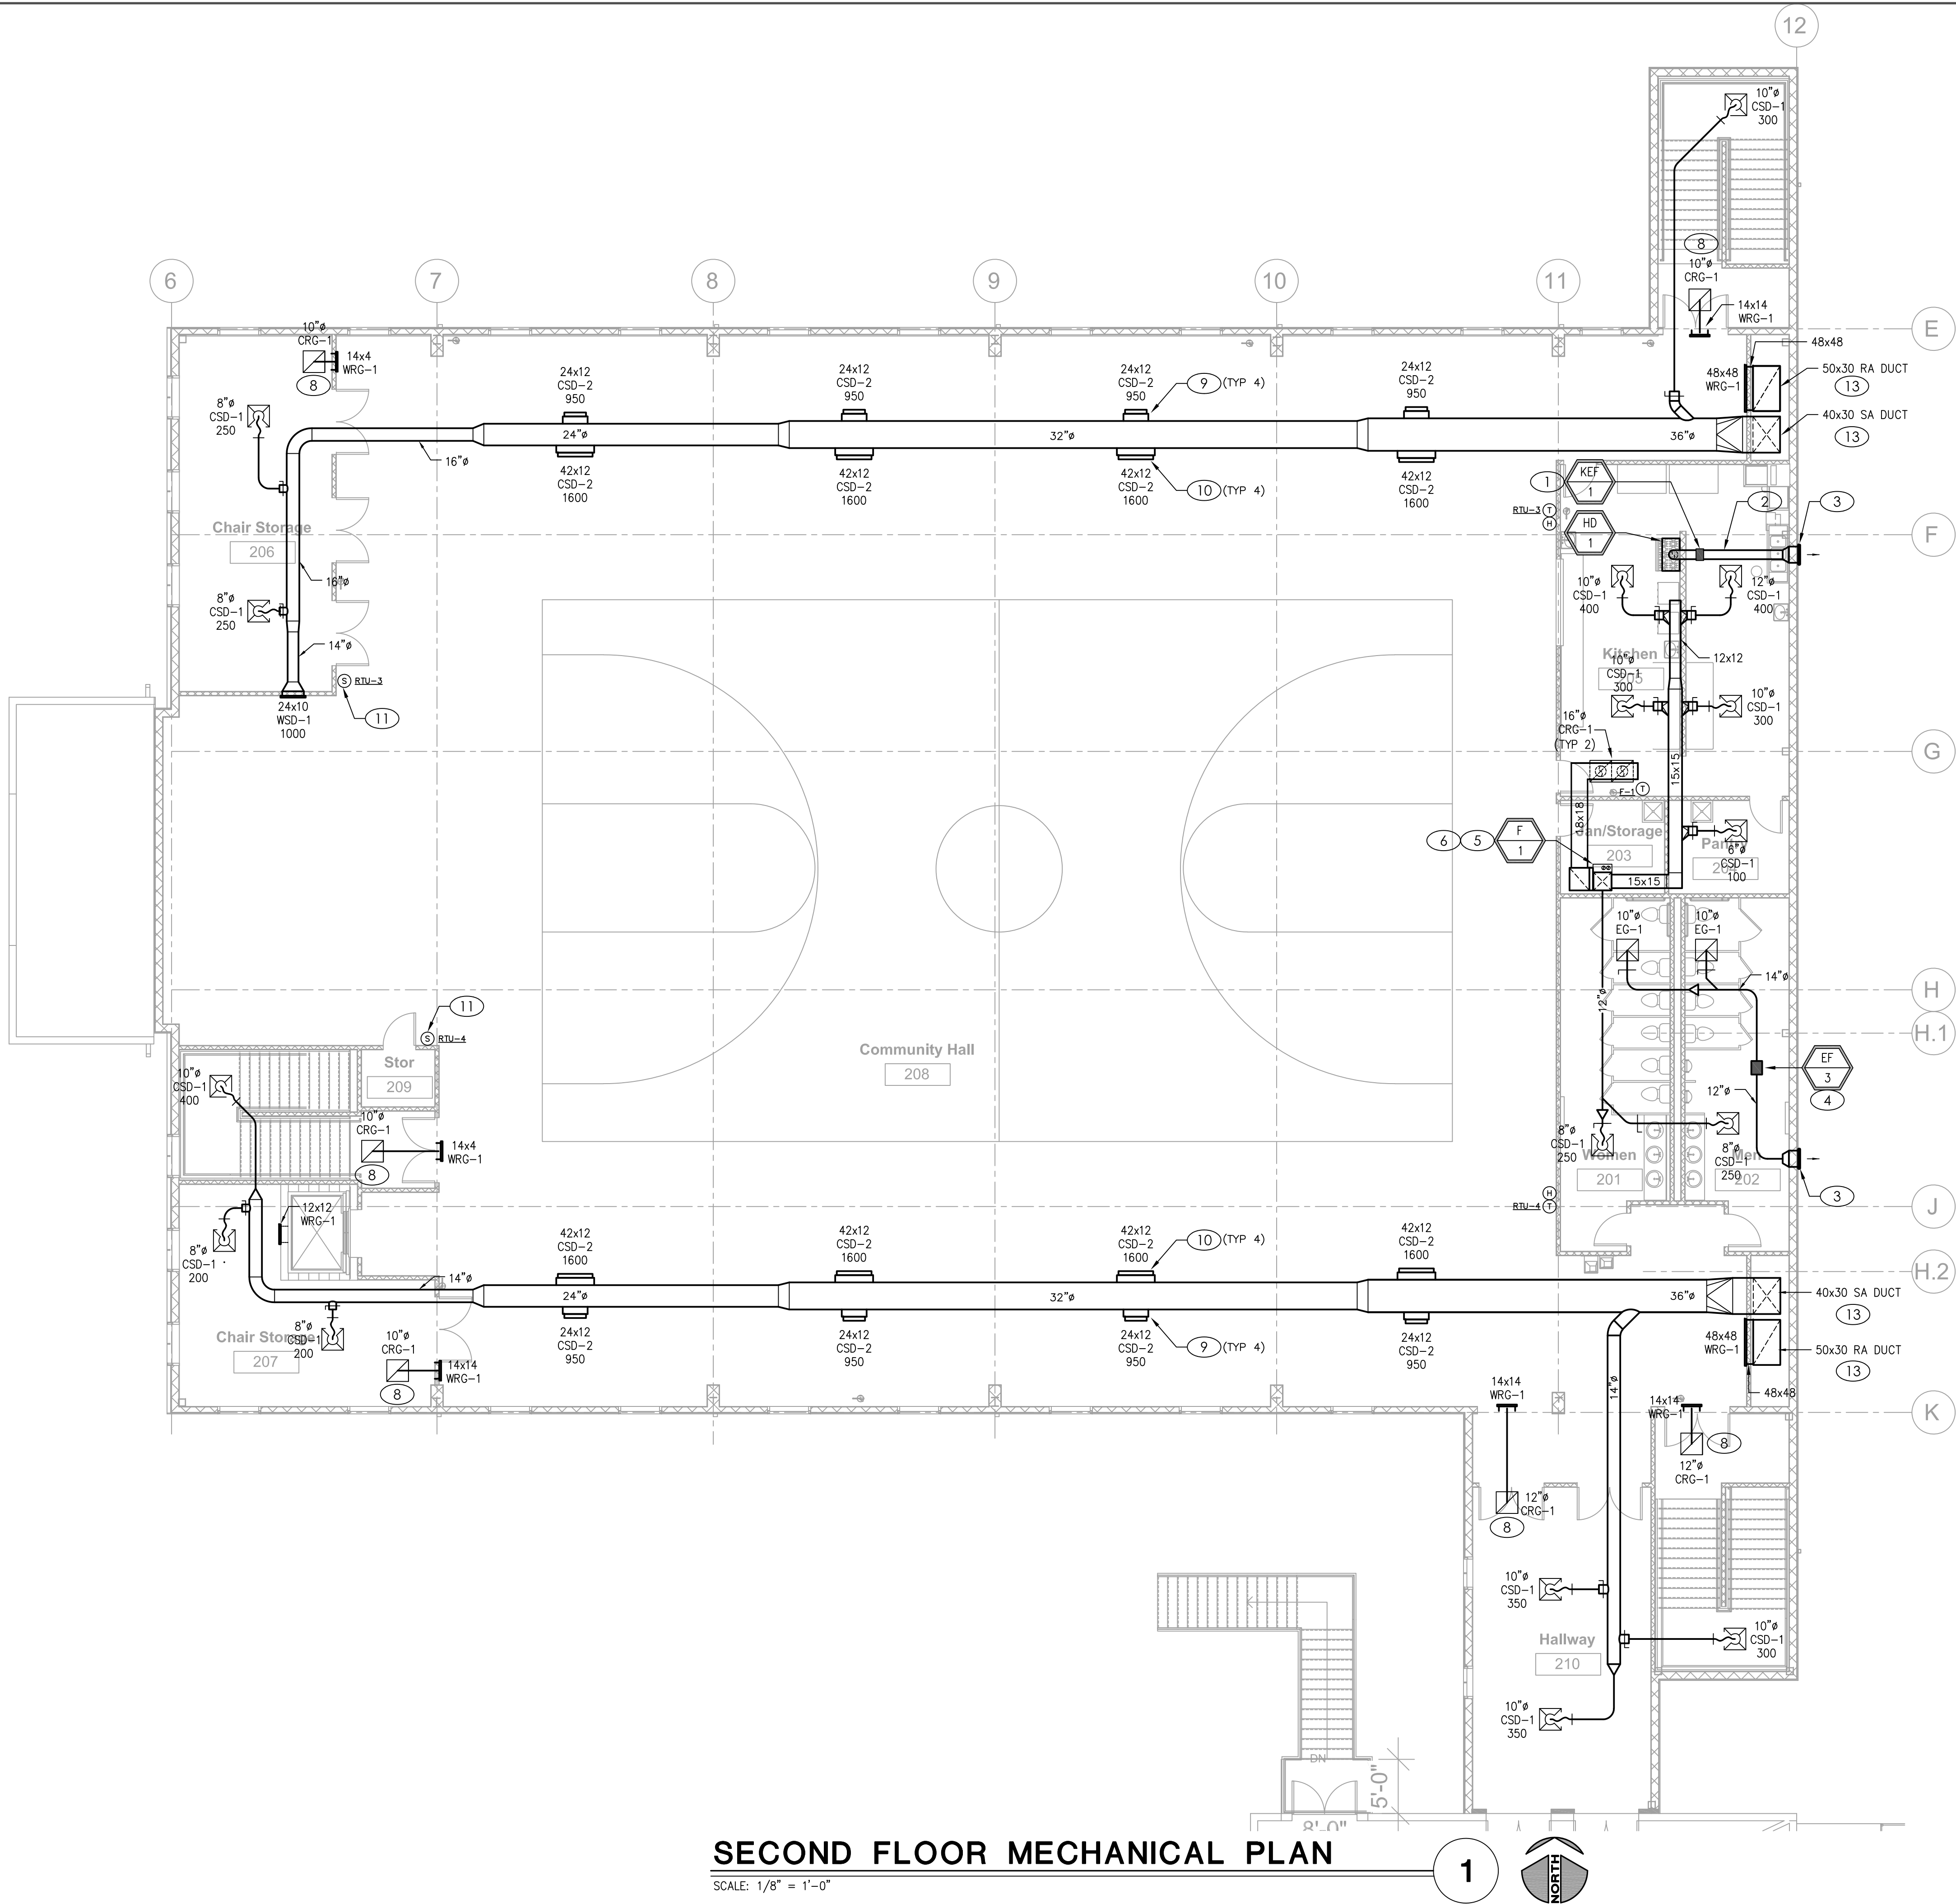 12
10"ø
CSD-1
300
8
10"ø
CRG-1
14x14
WRG-1
6
7
8
9
10
11
E
10"ø
CRG-1
14x4
WRG-1
8
48x48
48x48
WRG-1
50x30 RA DUCT
13
40x30 SA DUCT
13
24x12
CSD-2
950
24x12
CSD-2
950
24x12
CSD-2
950
9 (TYP 4)
24x12
CSD-2
950
8"ø
CSD-1
250
24"ø
32"ø
36"ø
16"ø
42x12
CSD-2
1600
42x12
CSD-2
1600
42x12
CSD-2
1600
10 (TYP 4)
42x12
CSD-2
1600
1
KEF
1
2
3
RTU-3 T
H
HD
1
F
Chair Storage
206
16"ø
8"ø
CSD-1
250
14"ø
10"ø
CSD-1
400
12"ø
CSD-1
400
Kitchen
205
12x12
10"ø
CSD-1
300
10"ø
CSD-1
300
S RTU-3
11
24x10
WSD-1
1000
16"ø
CRG-1
(TYP 2)
G
15x15
F-1 T
18x18
6
5
F
1
Jan/Storage
203
Pantry
204
6"ø
CSD-1
100
15x15
10"ø
EG-1
10"ø
EG-1
14"ø
12"ø
H
H.1
11
S RTU-4
Stor
209
Community Hall
208
EF
3
4
12"ø
10"ø
CSD-1
400
10"ø
CRG-1
8
14x4
WRG-1
8"ø
CSD-1
250
Women
201
8"ø
CSD-1
250
Men
202
3
H
RTU-4 T
J
12x12
WRG-1
8"ø
CSD-1
200
42x12
CSD-2
1600
42x12
CSD-2
1600
42x12
CSD-2
1600
10 (TYP 4)
42x12
CSD-2
1600
H.2
14"ø
24"ø
32"ø
36"ø
40x30 SA DUCT
13
8"ø
CSD-1
200
Chair Storage
207
10"ø
CRG-1
8
14x14
WRG-1
24x12
CSD-2
950
24x12
CSD-2
950
24x12
CSD-2
950
9 (TYP 4)
24x12
CSD-2
950
48x48
WRG-1
50x30 RA DUCT
13
48x48
14"ø
14x14
WRG-1
14x14
WRG-1
K
8
12"ø
CRG-1
12"ø
CRG-1
8
10"ø
CSD-1
350
Hallway
210
10"ø
CSD-1
300
10"ø
CSD-1
350
DN
5'-0"
8'-0"
SECOND FLOOR MECHANICAL PLAN
SCALE: 1/8" = 1'-0"
1
NORTH